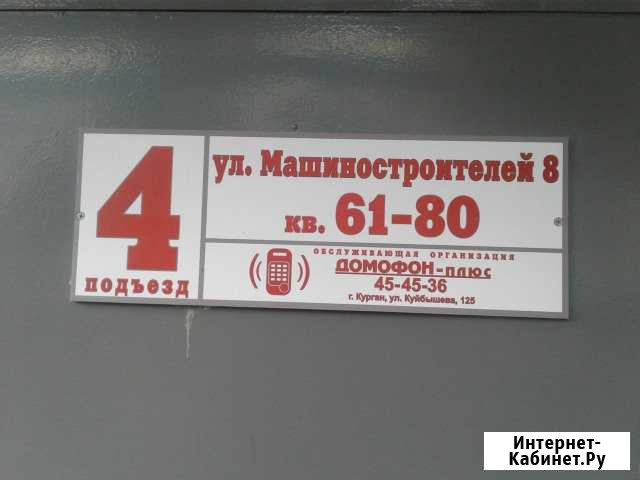 4
подъезд
ул. Машиностроителей 8
кв. 61-80
ОБСЛУЖИВАЮЩАЯ ОРГАНИЗАЦИЯ
ДОМОФОН-плюс
45-45-36
г. Курган, ул. Куйбышева, 125
Интернет-
Кабинет.Ру